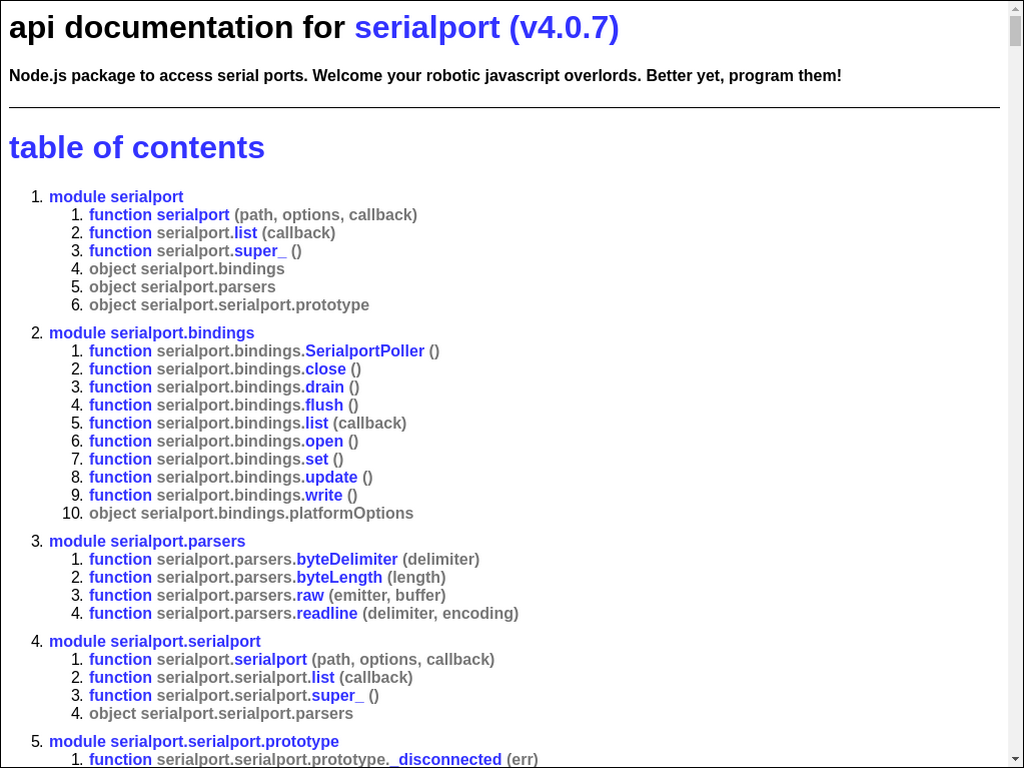 api documentation for serialport (v4.0.7)
Node.js package to access serial ports. Welcome your robotic javascript overlords. Better yet, program them!
table of contents
1. module serialport
1. function serialport (path, options, callback)
2. function serialport.list (callback)
3. function serialport.super_ ()
4. object serialport.bindings
5. object serialport.parsers
6. object serialport.serialport.prototype
2. module serialport.bindings
1. function serialport.bindings.SerialportPoller ()
2. function serialport.bindings.close ()
3. function serialport.bindings.drain ()
4. function serialport.bindings.flush ()
5. function serialport.bindings.list (callback)
6. function serialport.bindings.open ()
7. function serialport.bindings.set ()
8. function serialport.bindings.update ()
9. function serialport.bindings.write ()
10. object serialport.bindings.platformOptions
3. module serialport.parsers
1. function serialport.parsers.byteDelimiter (delimiter)
2. function serialport.parsers.byteLength (length)
3. function serialport.parsers.raw (emitter, buffer)
4. function serialport.parsers.readline (delimiter, encoding)
4. module serialport.serialport
1. function serialport.serialport (path, options, callback)
2. function serialport.serialport.list (callback)
3. function serialport.serialport.super_ ()
4. object serialport.serialport.parsers
5. module serialport.serialport.prototype
1. function serialport.serialport.prototype._disconnected (err)